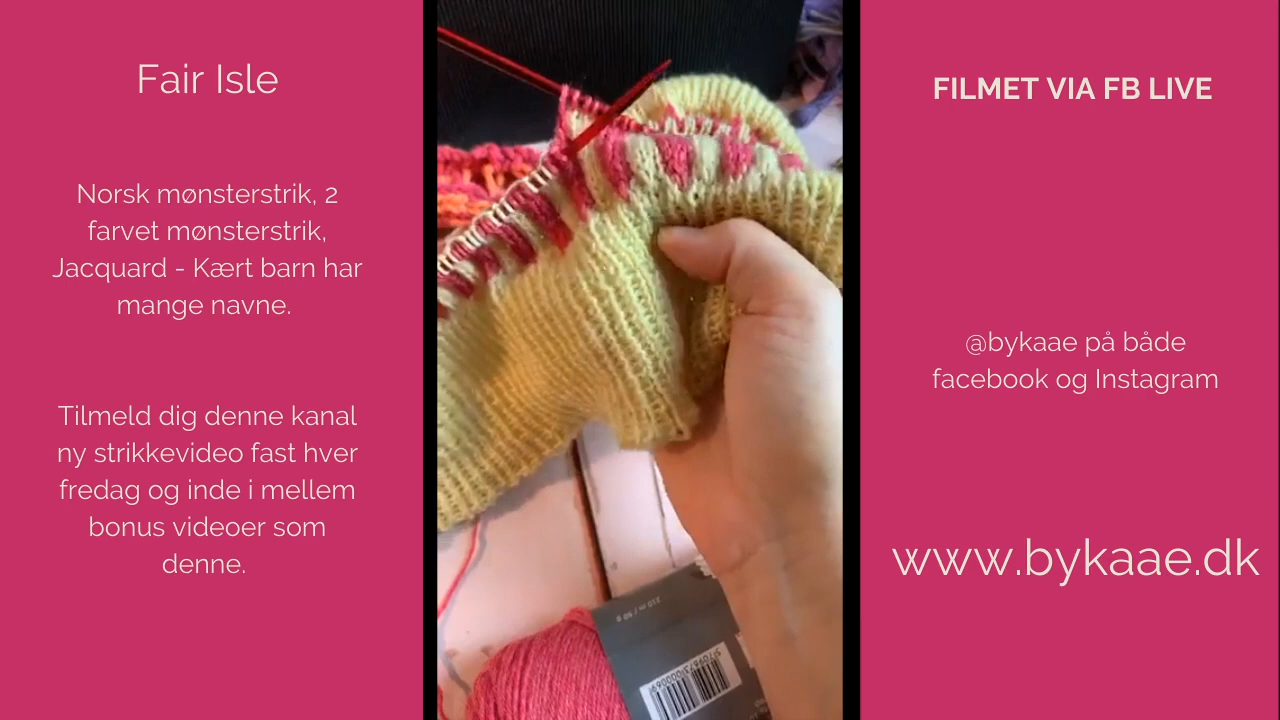 Fair Isle
Norsk mønsterstrik, 2
farvet mønsterstrik,
Jacquard - Kært barn har
mange navne.
Tilmeld dig denne kanal
ny strikkevideo fast hver
fredag og inde i mellem
bonus videoer som
denne.
FILMET VIA FB LIVE
@bykaae på både
facebook og Instagram
www.bykaae.dk